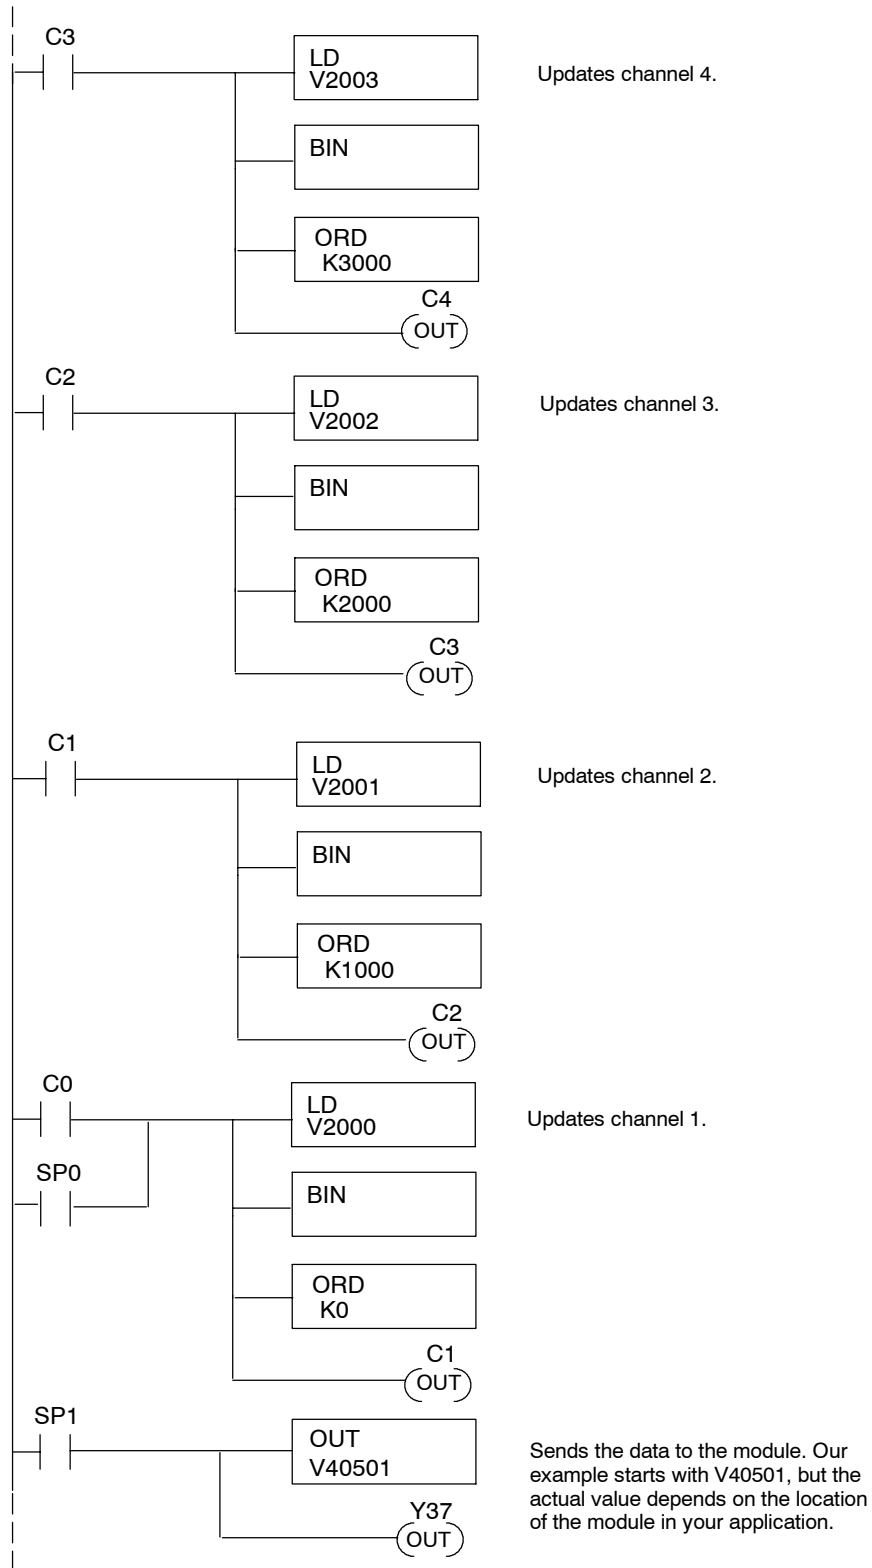 C3
LD
V2003
Updates channel 4.
BIN
ORD
K3000
C4
OUT
C2
LD
V2002
Updates channel 3.
BIN
ORD
K2000
C3
OUT
C1
LD
V2001
Updates channel 2.
BIN
ORD
K1000
C2
OUT
C0
LD
V2000
Updates channel 1.
SP0
BIN
ORD
K0
C1
OUT
SP1
OUT
V40501
Sends the data to the module. Our
example starts with V40501, but the
actual value depends on the location
of the module in your application.
Y37
OUT